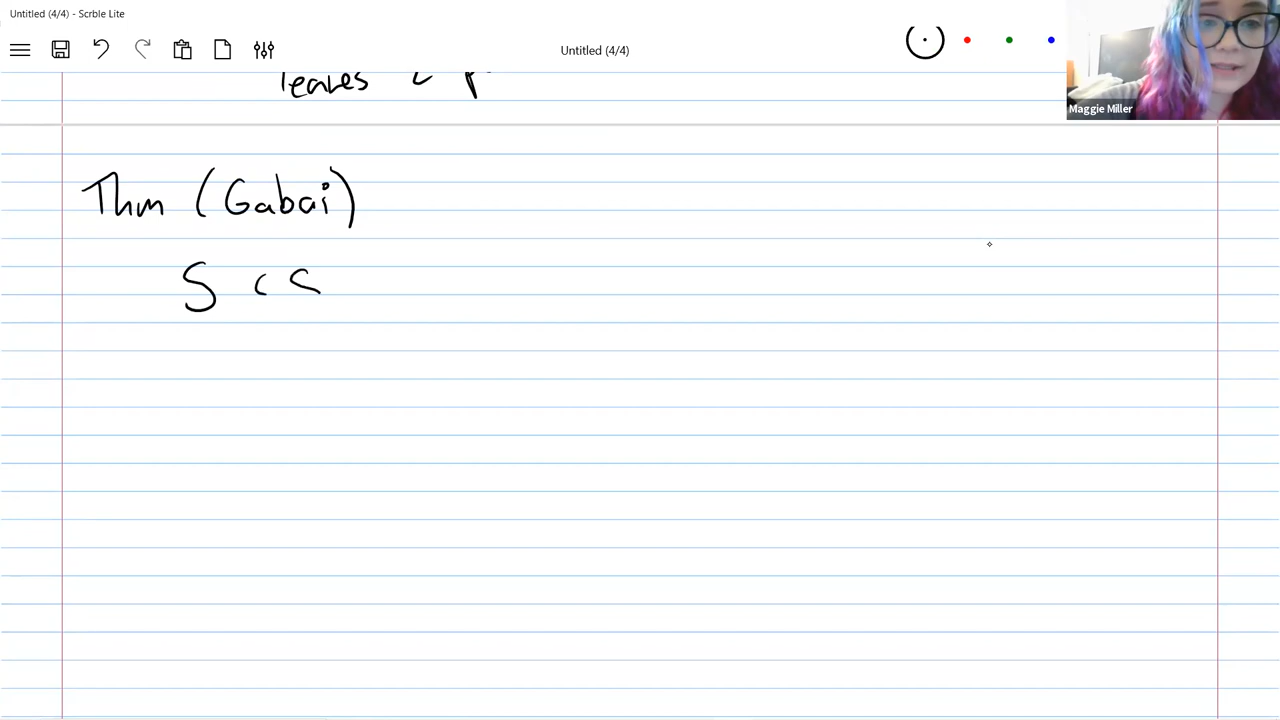 Untitled (4/4) - Scrble Lite
Untitled (4/4)
leaves
Maggie Miller
Thm (Gabai)
S ⊂ S